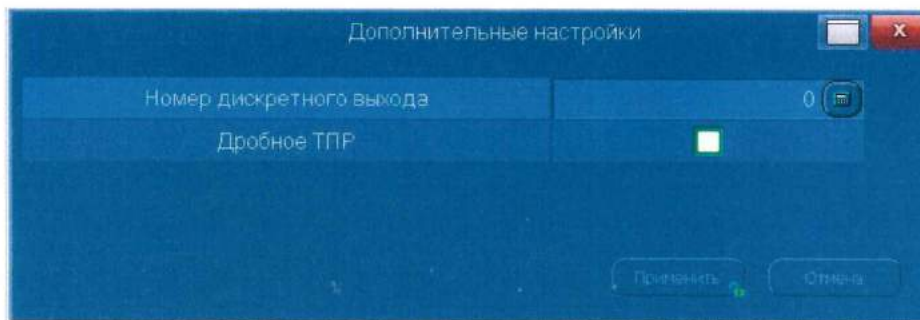 Дополнительные настройки
Номер дискретного выхода 0
Дробное ТПР
Применить Отмена